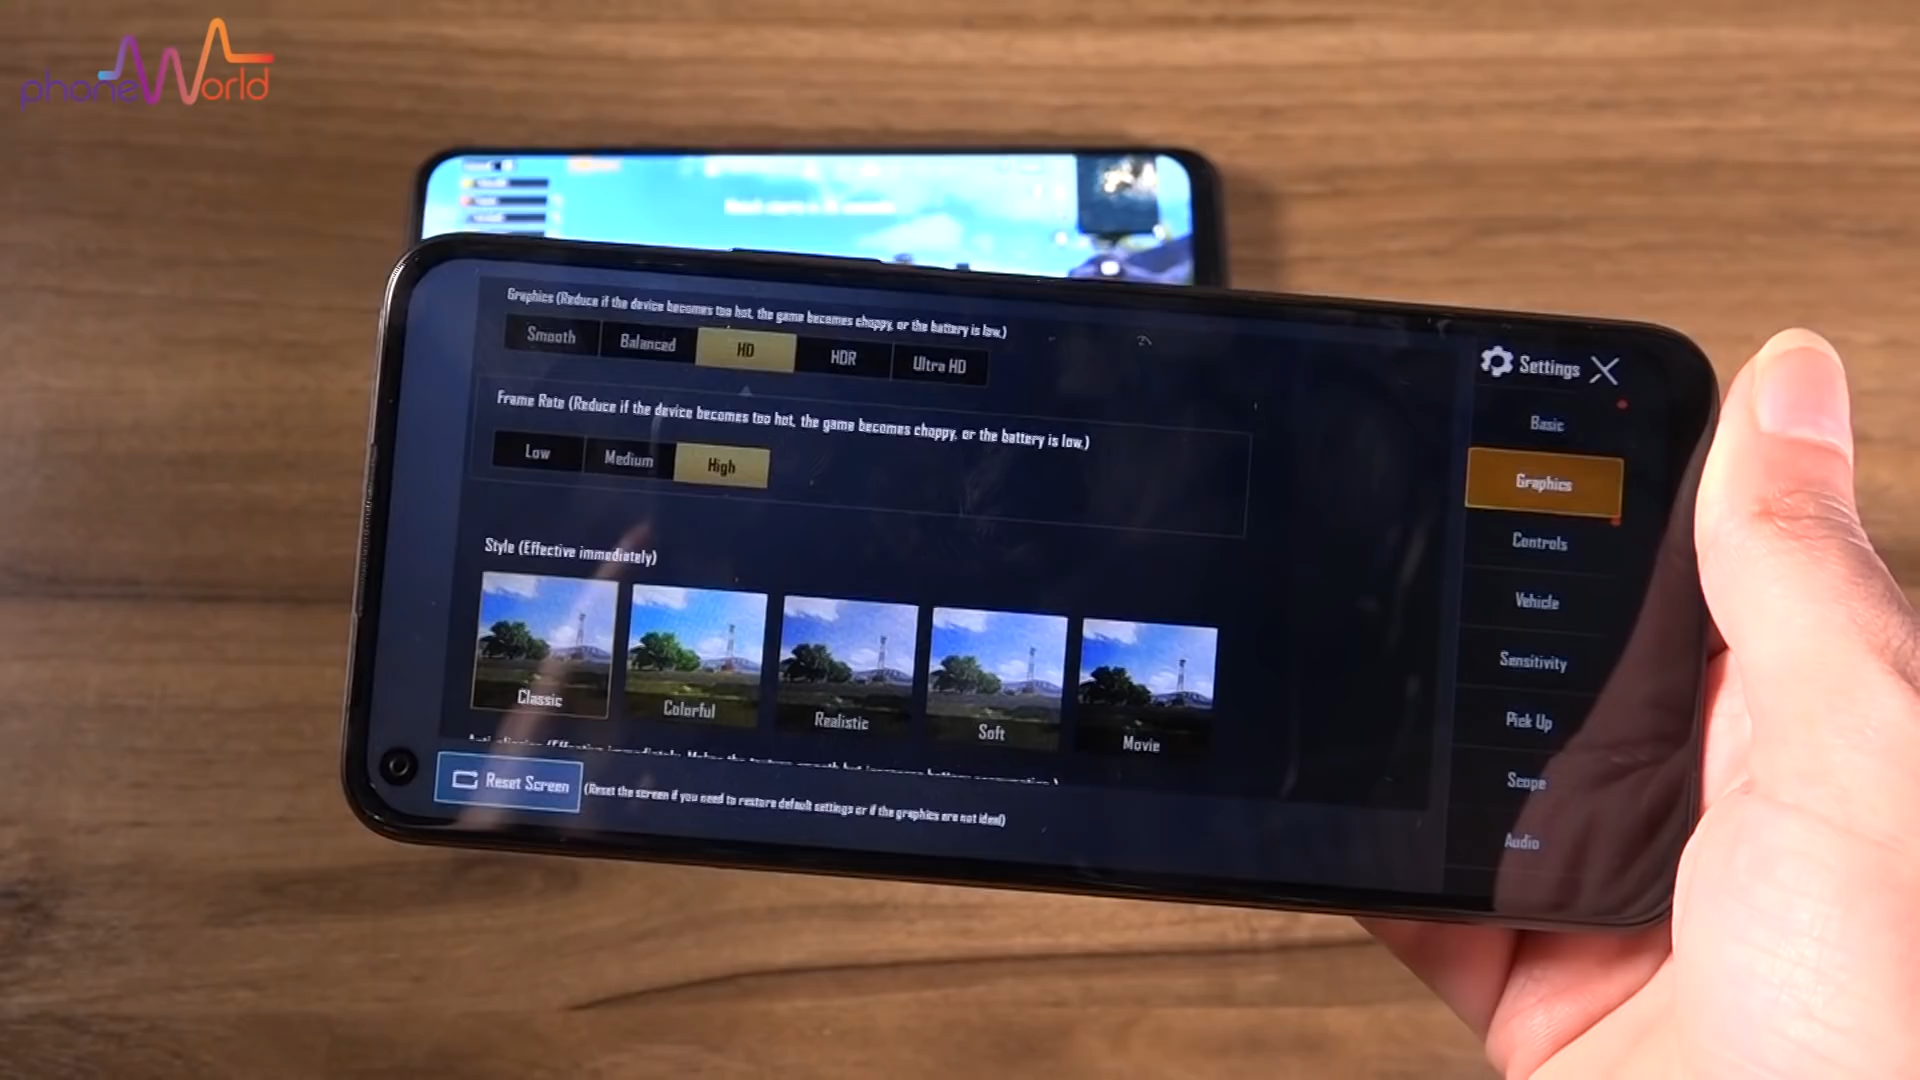 phoneWorld
Graphics (Reduce if the device becomes too hot, the game becomes choppy, or the battery is low.)
Smooth
Balanced
HD
HDR
Ultra HD
Frame Rate (Reduce if the device becomes too hot, the game becomes choppy, or the battery is low.)
Low
Medium
High
Style (Effective immediately)
Classic
Colorful
Realistic
Soft
Movie
Reset Screen
(Reset the screen if you need to restore default settings or if the graphics are not ideal)
Settings
Basic
Graphics
Controls
Vehicle
Sensitivity
Pick Up
Scope
Audio